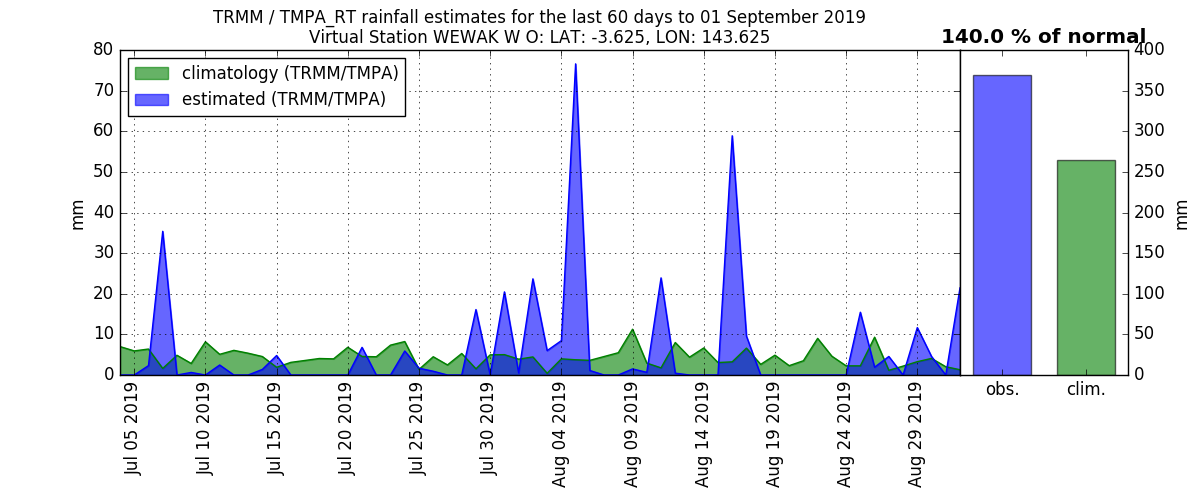 TRMM / TMPA_RT rainfall estimates for the last 60 days to 01 September 2019
Virtual Station WEWAK W O: LAT: -3.625, LON: 143.625
140.0 % of normal
climatology (TRMM/TMPA)
estimated (TRMM/TMPA)
80
70
60
50
40
30
20
10
0
mm
400
350
300
250
200
150
100
50
0
mm
Jul 05 2019
Jul 10 2019
Jul 15 2019
Jul 20 2019
Jul 25 2019
Jul 30 2019
Aug 04 2019
Aug 09 2019
Aug 14 2019
Aug 19 2019
Aug 24 2019
Aug 29 2019
obs.
clim.